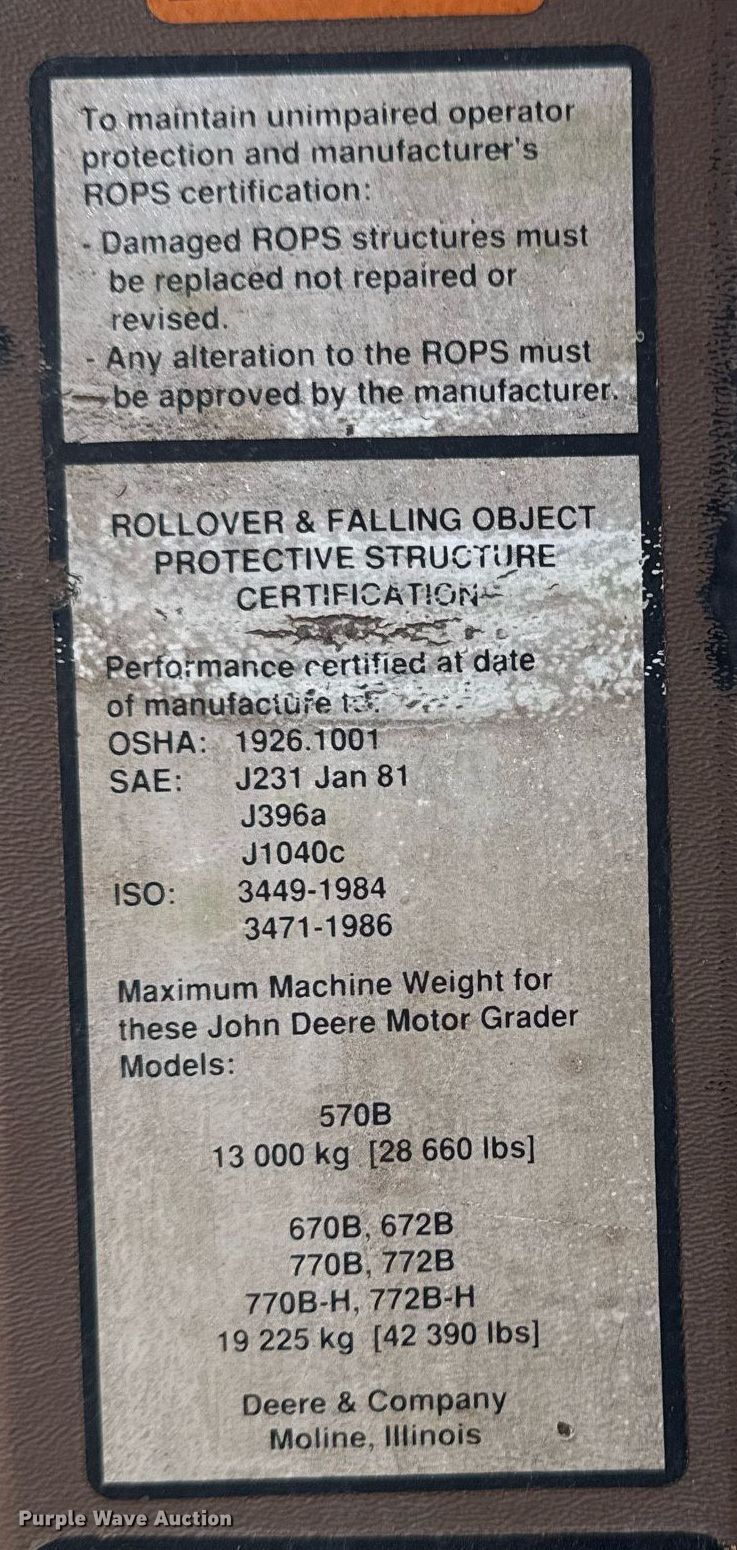 To maintain unimpaired operator
protection and manufacturer's
ROPS certification:
- Damaged ROPS structures must
be replaced not repaired or
revised.
- Any alteration to the ROPS must
be approved by the manufacturer.
ROLLOVER & FALLING OBJECT
PROTECTIVE STRUCTURE
CERTIFICATION
Performance certified at date
of manufacture
OSHA: 1926.1001
SAE: J231 Jan 81
J396a
J1040c
ISO: 3449-1984
3471-1986
Maximum Machine Weight for
these John Deere Motor Grader
Models:
570B
13 000 kg [28 660 lbs]
670B, 672B
770B, 772B
770B-H, 772B-H
19 225 kg [42 390 lbs]
Deere & Company
Moline, Illinois
Purple Wave Auction